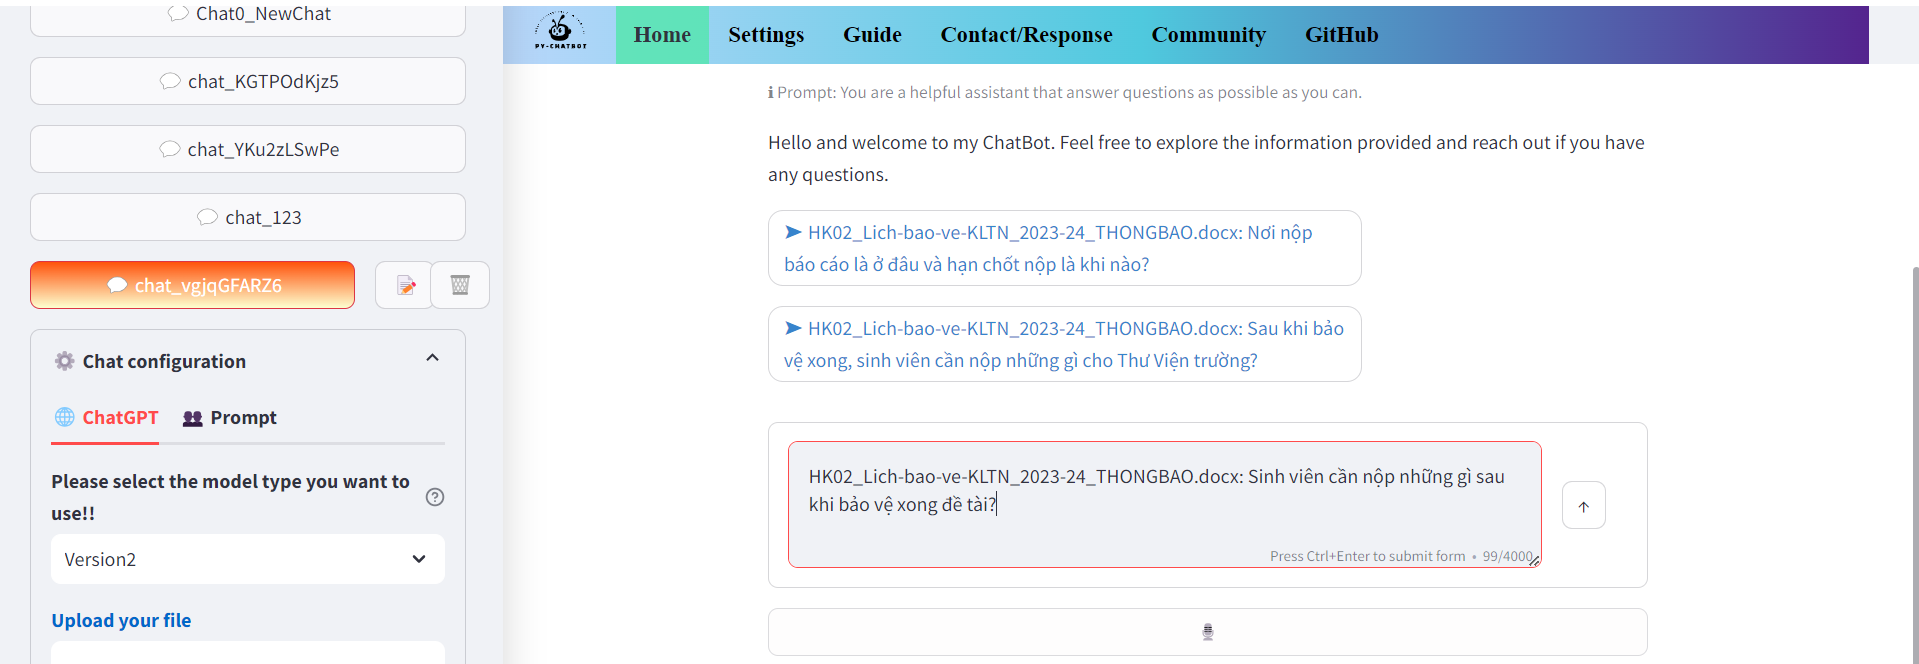 Chat0_NewChat
chat_KGTPOdKjz5
chat_YKu2zLSwPe
chat_123
chat_vgjqGFARZ6
Chat configuration
ChatGPT Prompt
Please select the model type you want to
use!!
Version2
Upload your file
PY-CHATBOT
Home Settings Guide Contact/Response Community GitHub
Prompt: You are a helpful assistant that answer questions as possible as you can.
Hello and welcome to my ChatBot. Feel free to explore the information provided and reach out if you have
any questions.
➤ HK02_Lich-bao-ve-KLTN_2023-24_THONGBAO.docx: Nơi nộp
báo cáo là ở đâu và hạn chốt nộp là khi nào?
➤ HK02_Lich-bao-ve-KLTN_2023-24_THONGBAO.docx: Sau khi bảo
vệ xong, sinh viên cần nộp những gì cho Thư Viện trường?
HK02_Lich-bao-ve-KLTN_2023-24_THONGBAO.docx: Sinh viên cần nộp những gì sau
khi bảo vệ xong đề tài?
Press Ctrl+Enter to submit form • 99/4000